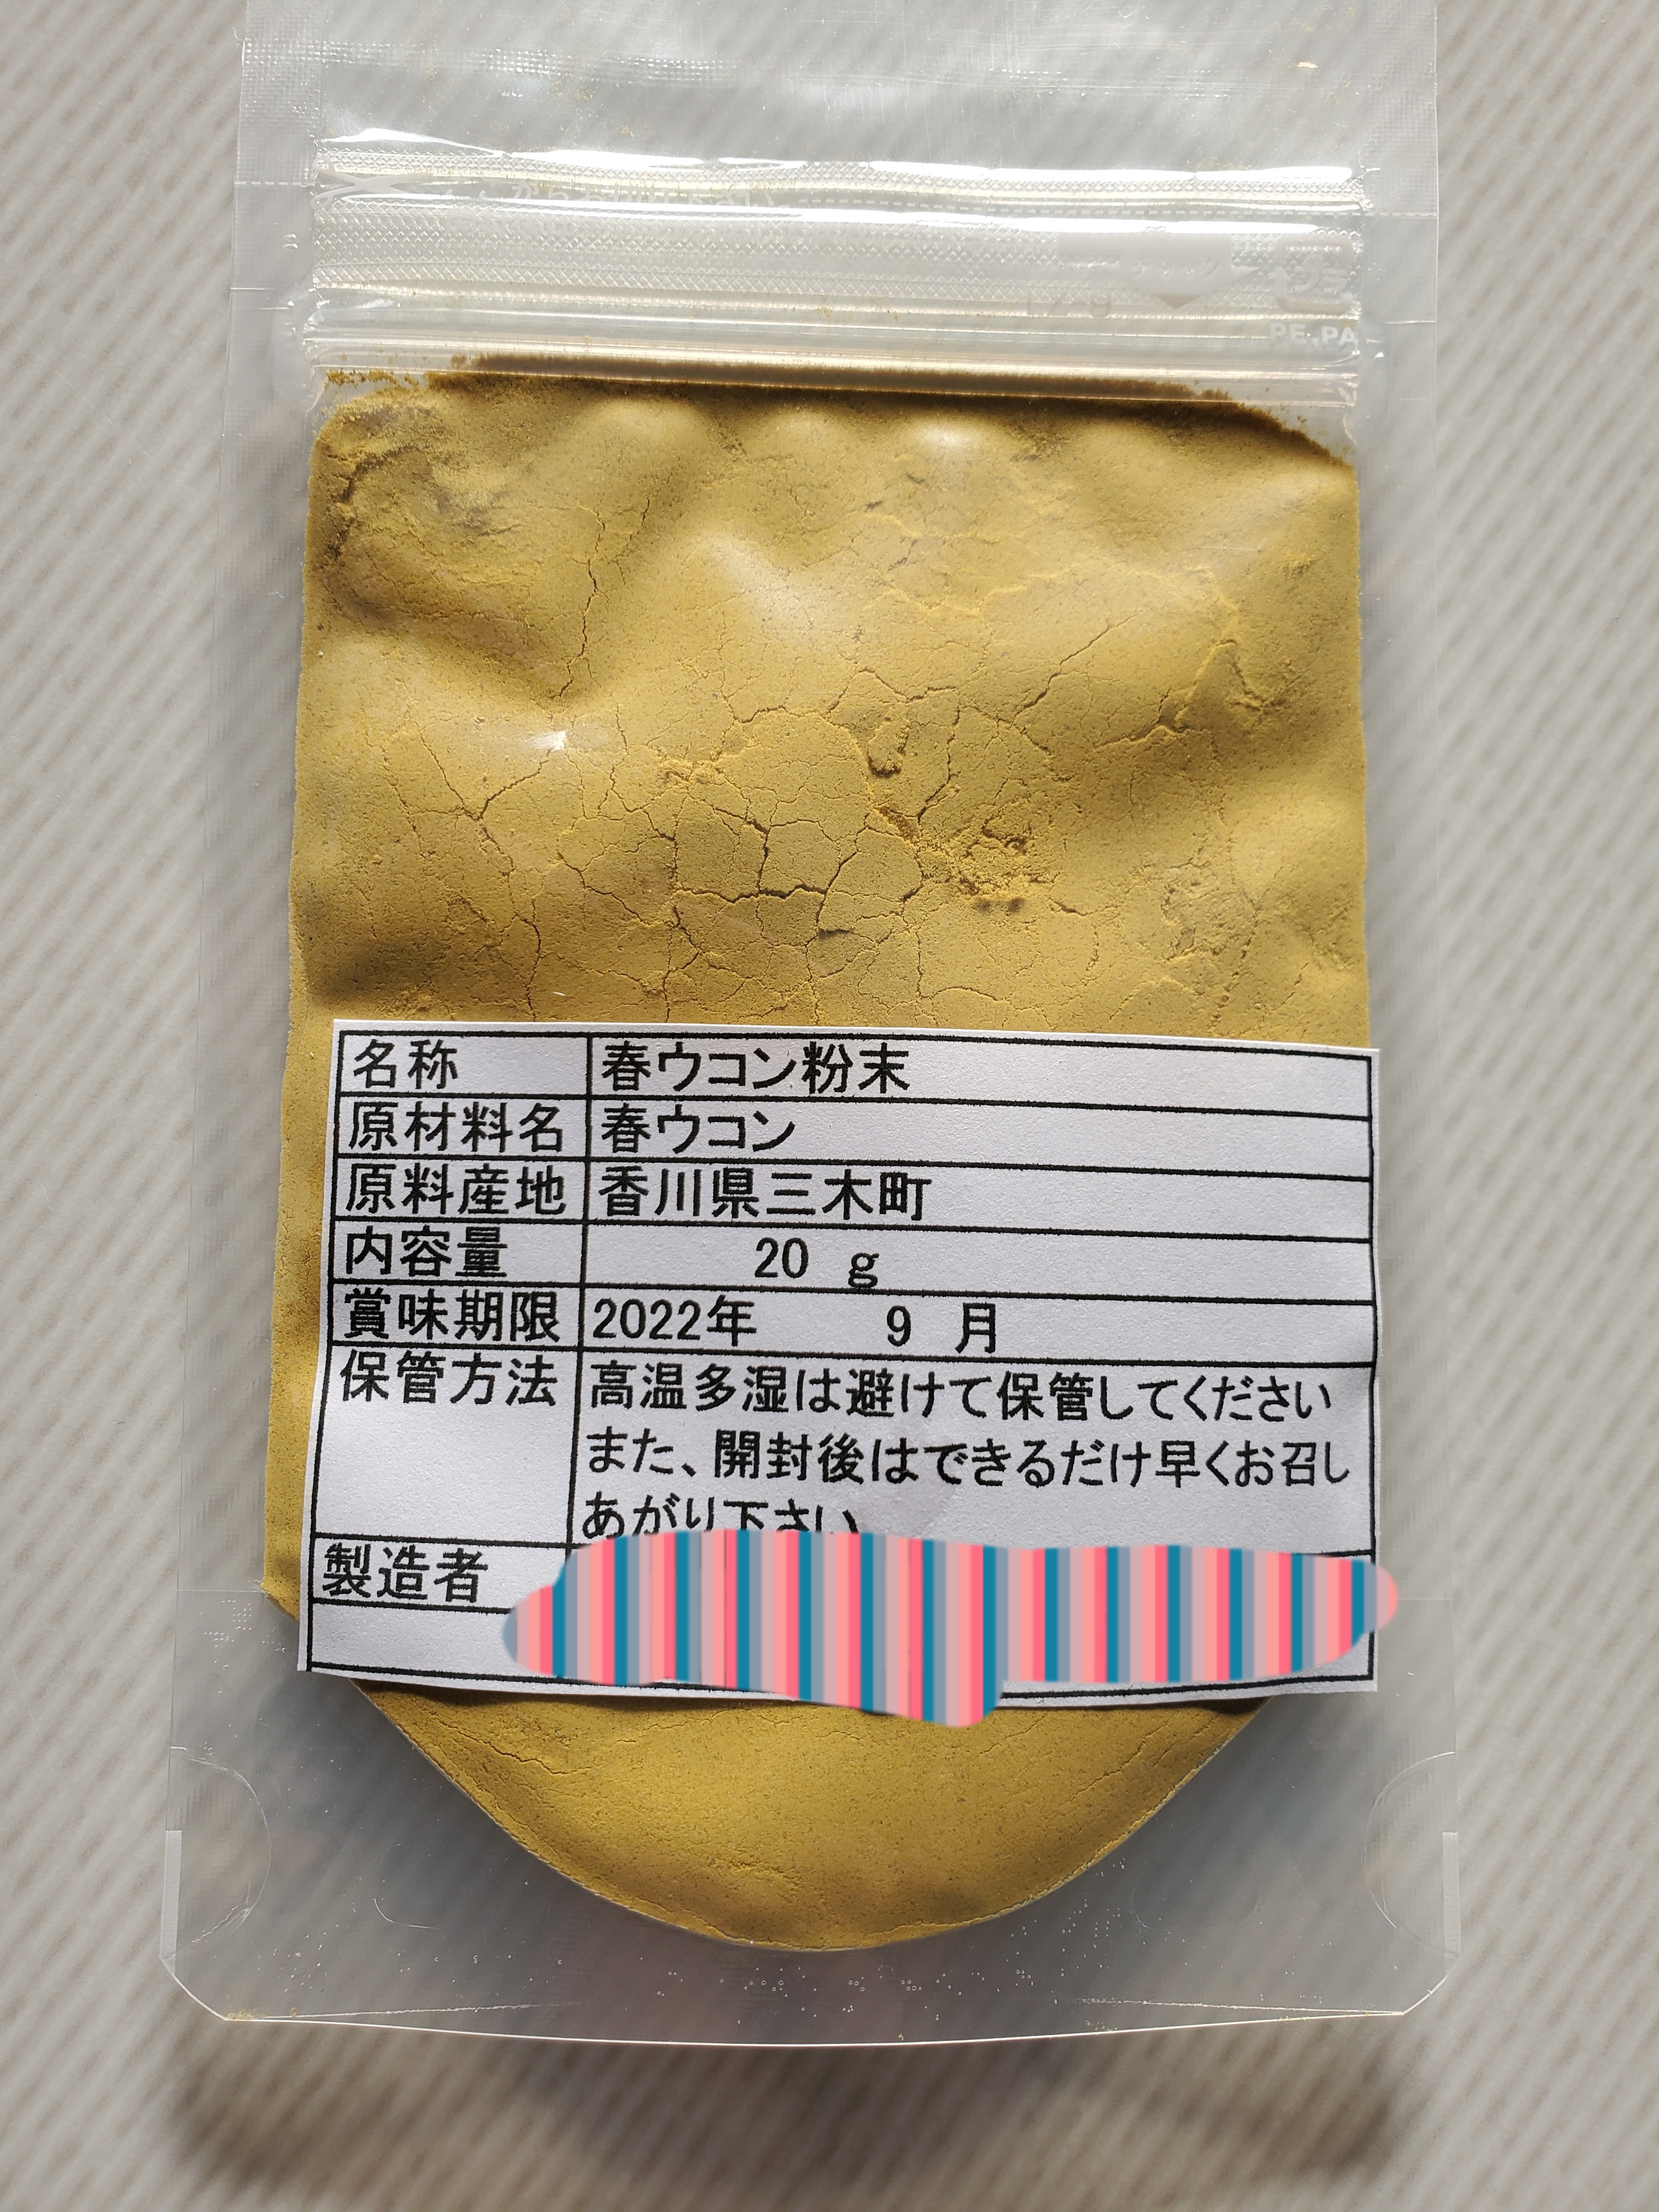 PE,PA
名称 春ウコン粉末
原材料名 春ウコン
原料産地 香川県三木町
内容量 20 g
賞味期限 2022年 9 月
保管方法 高温多湿は避けて保管してください
また、開封後はできるだけ早くお召し
あがり下さい
製造者